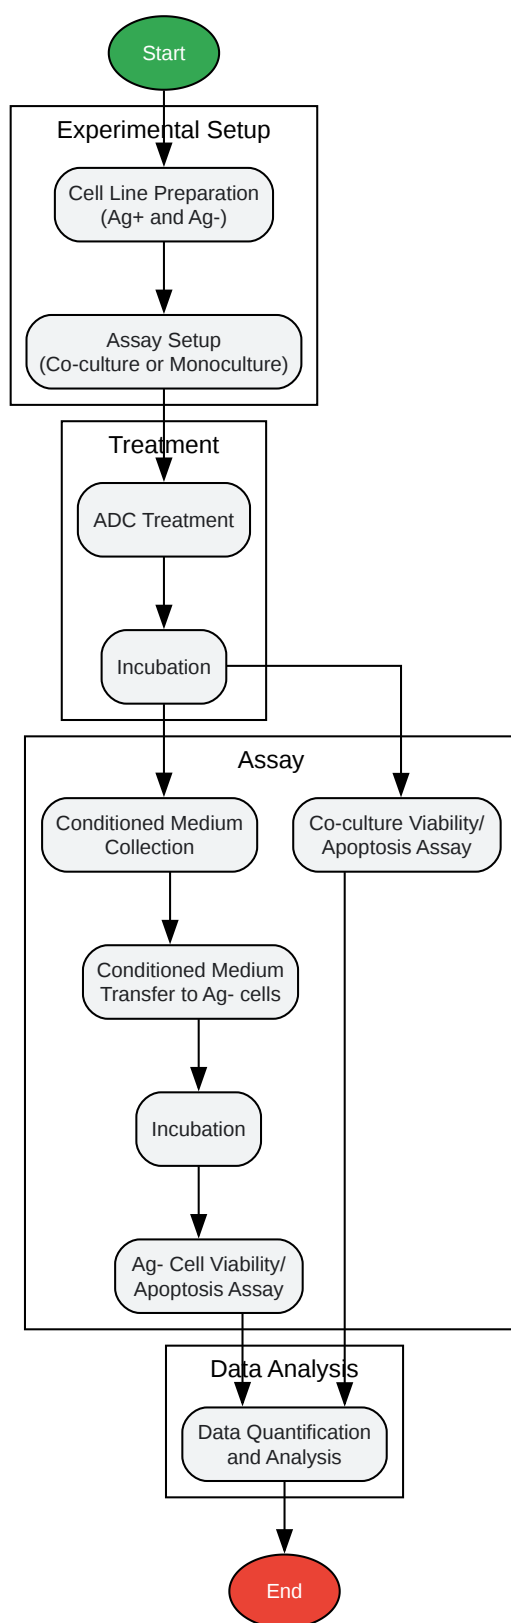 Start
Experimental Setup
Cell Line Preparation
(Ag+ and Ag-)
Assay Setup
(Co-culture or Monoculture)
Treatment
ADC Treatment
Incubation
Assay
Conditioned Medium
Collection
Co-culture Viability/
Apoptosis Assay
Conditioned Medium
Transfer to Ag- cells
Incubation
Ag- Cell Viability/
Apoptosis Assay
Data Analysis
Data Quantification
and Analysis
End